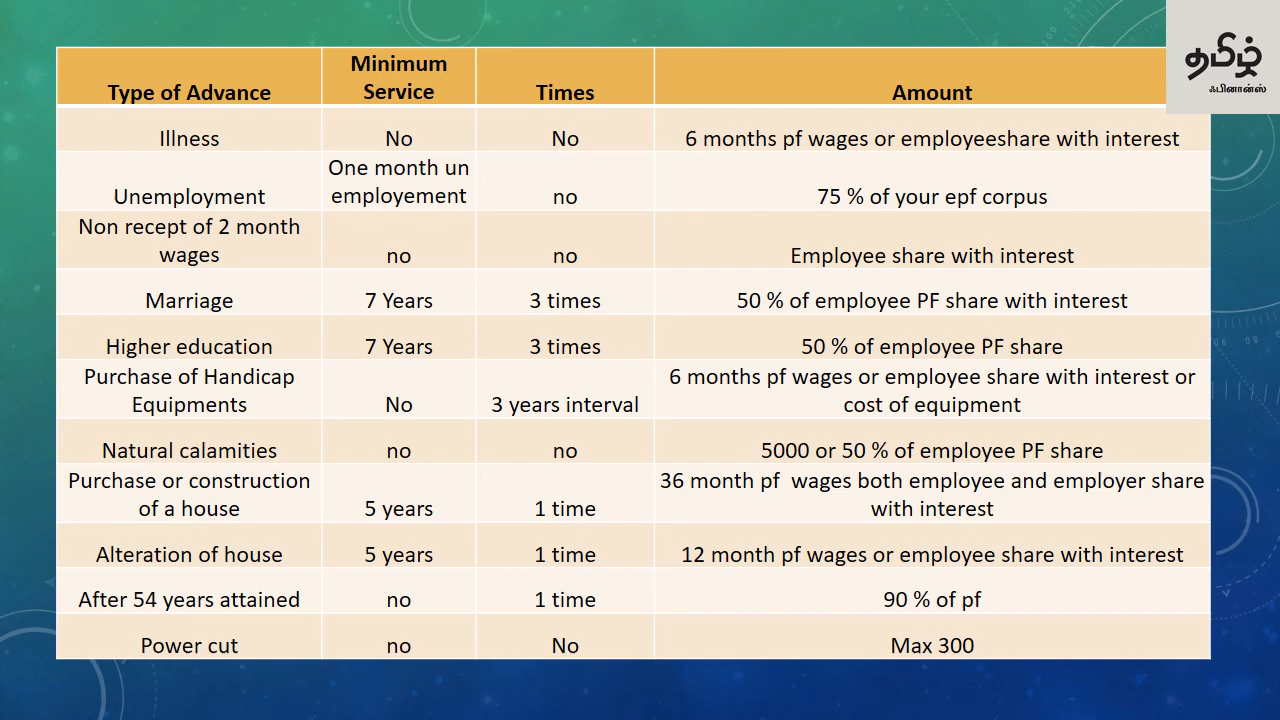 தமிழ்
ஃபினான்ஸ்
Minimum
Type of Advance Service Times Amount
Illness No No 6 months pf wages or employeeshare with interest
One month un
Unemployment employement no 75 % of your epf corpus
Non recept of 2 month
wages no no Employee share with interest
Marriage 7 Years 3 times 50 % of employee PF share with interest
Higher education 7 Years 3 times 50 % of employee PF share
Purchase of Handicap 6 months pf wages or employee share with interest or
Equipments No 3 years interval cost of equipment
Natural calamities no no 5000 or 50 % of employee PF share
Purchase or construction 36 month pf  wages both employee and employer share
of a house 5 years 1 time with interest
Alteration of house 5 years 1 time 12 month pf wages or employee share with interest
After 54 years attained no 1 time 90 % of pf
Power cut no No Max 300